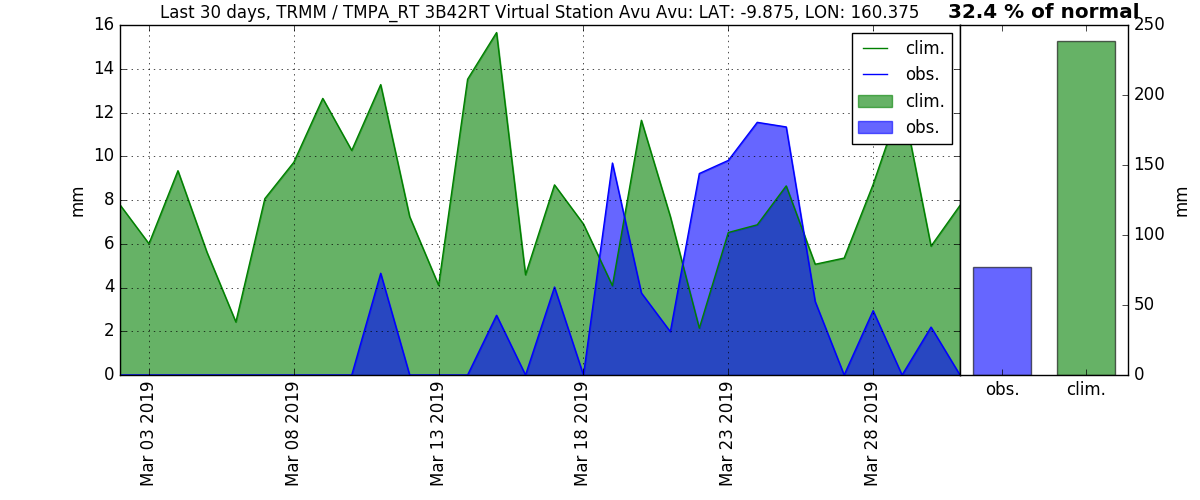 Last 30 days, TRMM / TMPA_RT 3B42RT Virtual Station Avu Avu: LAT: -9.875, LON: 160.375
32.4 % of normal
16
14
12
10
8
6
4
2
0
mm
clim.
obs.
clim.
obs.
Mar 03 2019
Mar 08 2019
Mar 13 2019
Mar 18 2019
Mar 23 2019
Mar 28 2019
250
200
150
100
50
0
mm
obs.
clim.